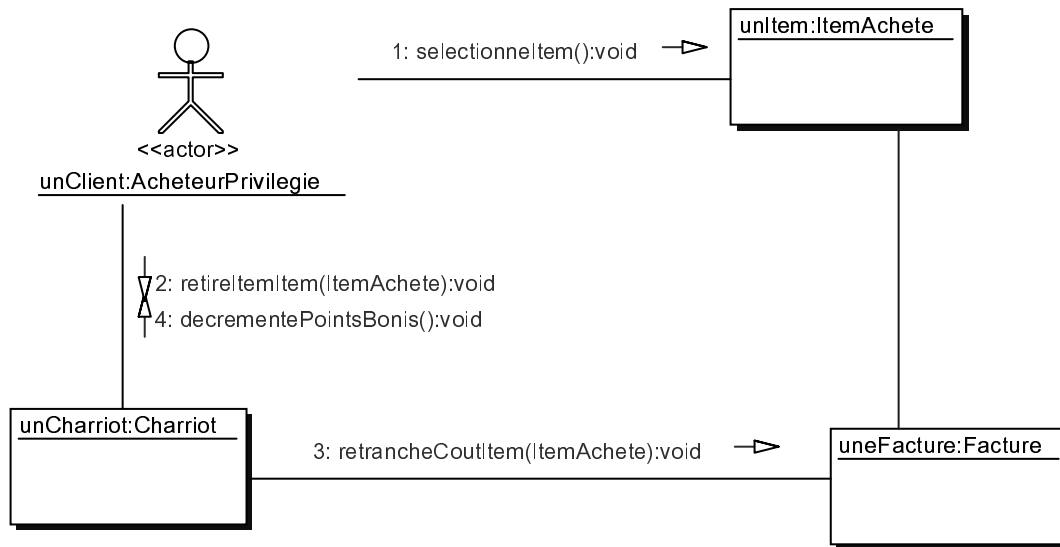 1: selectionneItem():void
unItem:ItemAchete
<<actor>>
unClient:AcheteurPrivilegie
2: retireItemItem(ItemAchete):void
4: decrementePointsBonis():void
unCharriot:Charriot
3: retrancheCoutItem(ItemAchete):void
uneFacture:Facture